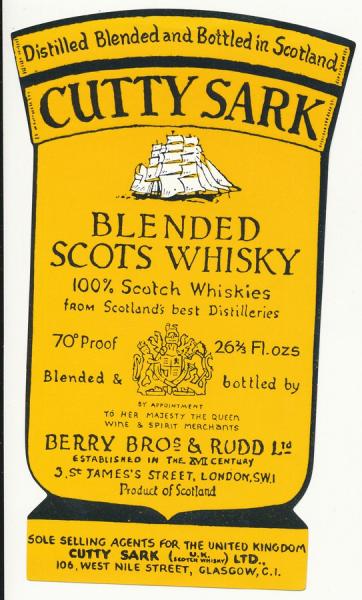 Distilled Blended and Bottled in Scotland
CUTTY SARK
BLENDED
SCOTS WHISKY
100% Scotch Whiskies
FROM Scotland's best Distilleries
70° Proof 26⅔ Fl. ozs
Blended & bottled by
BY APPOINTMENT
TO HER MAJESTY THE QUEEN
WINE & SPIRIT MERCHANTS
BERRY BROS & RUDD LTD
ESTABLISHED IN THE XVII CENTURY
3, ST JAMES'S STREET, LONDON, S.W.1
Product of Scotland
SOLE SELLING AGENTS FOR THE UNITED KINGDOM
CUTTY SARK (U.K. SCOTCH WHISKY) LTD.,
106, WEST NILE STREET, GLASGOW, C.1.